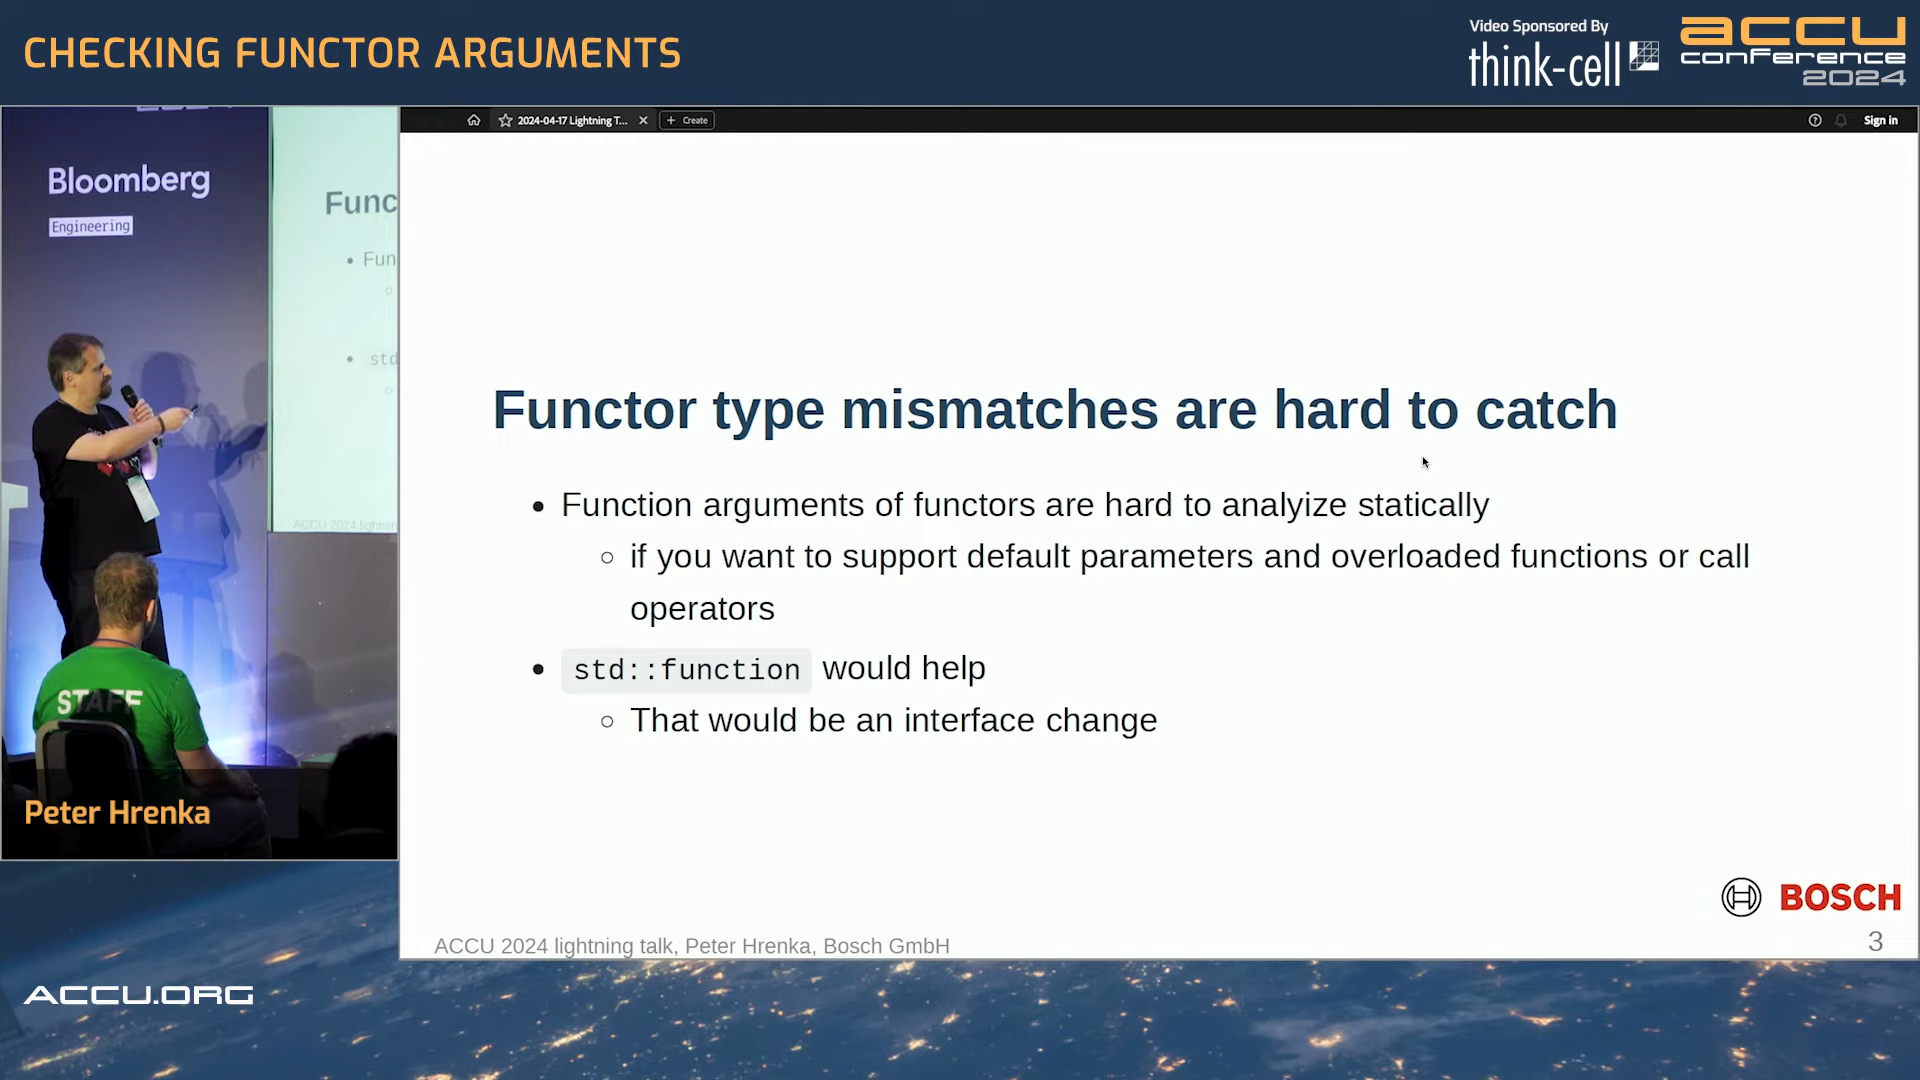 CHECKING FUNCTOR ARGUMENTS
Video Sponsored By
think-cell
accu
conference
2024
Bloomberg
Engineering
Func
Fun
std
ACCU 2024 lightnin
STAFF
Peter Hrenka
2024-04-17 Lightning T...
Create
Sign in
Functor type mismatches are hard to catch
• Function arguments of functors are hard to analyize statically
○ if you want to support default parameters and overloaded functions or call
operators
• std::function would help
○ That would be an interface change
BOSCH
ACCU 2024 lightning talk, Peter Hrenka, Bosch GmbH
3
ACCU.ORG